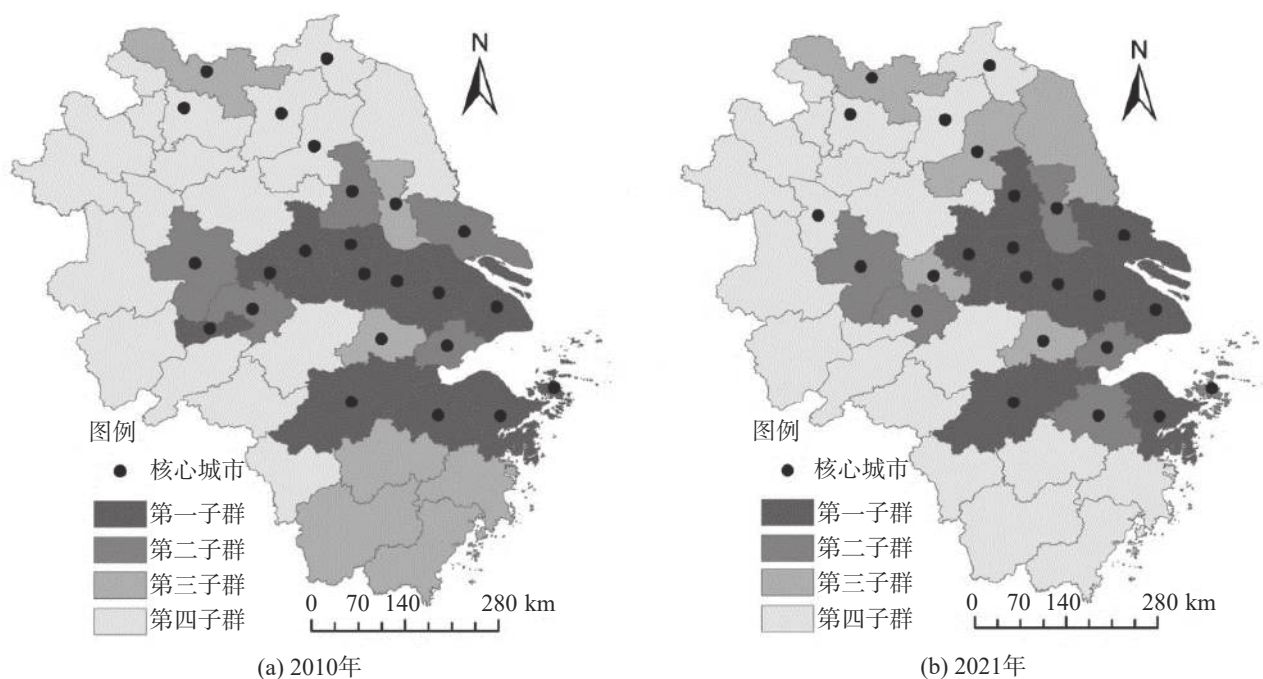 N
图例
核心城市
第一子群
第二子群
第三子群
第四子群
0 70 140 280 km
(a) 2010年
N
图例
核心城市
第一子群
第二子群
第三子群
第四子群
0 70 140 280 km
(b) 2021年